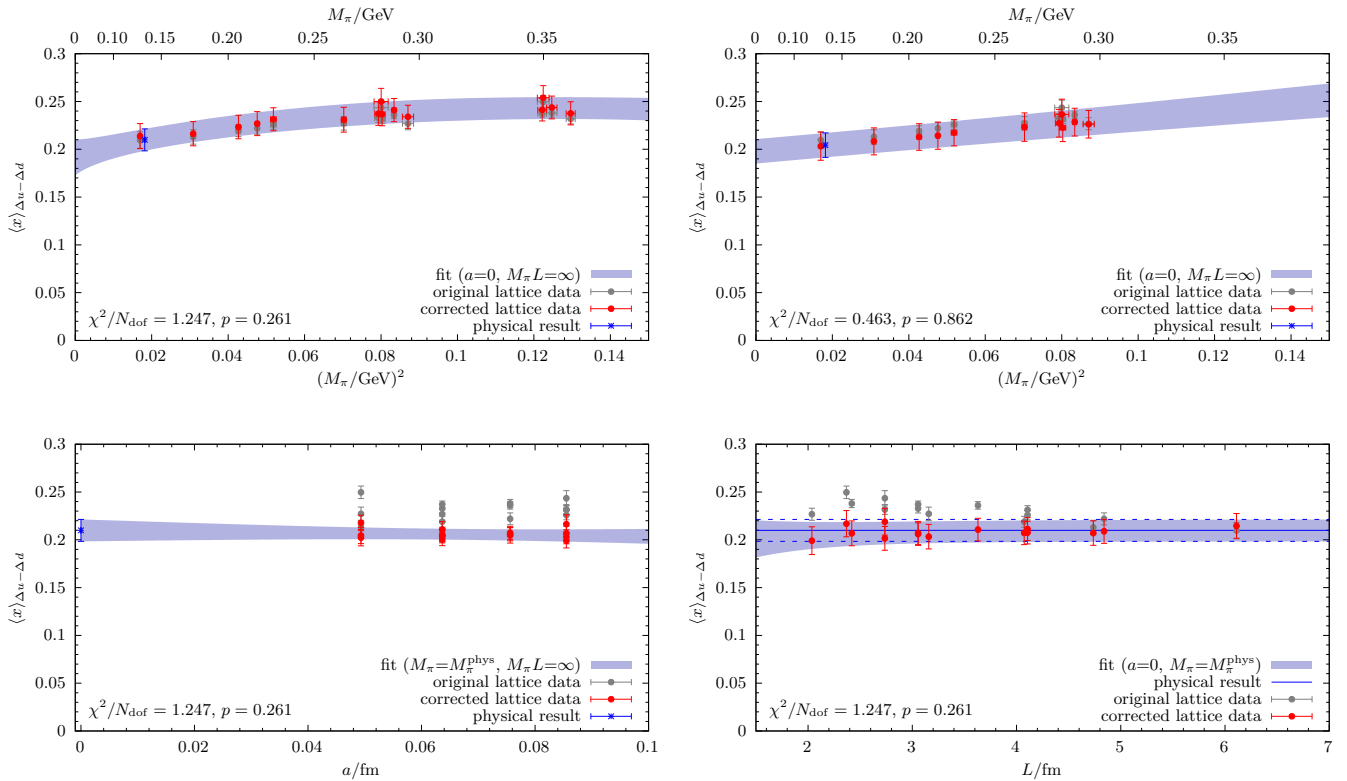 M_π/GeV
0 0.10 0.15 0.20 0.25 0.30 0.35
0.3
0.25
0.2
0.15
0.1
0.05
0
⟨x⟩_{Δu−Δd}
fit (a=0, M_πL=∞)
original lattice data
corrected lattice data
physical result
χ²/N_dof = 1.247, p = 0.261
0 0.02 0.04 0.06 0.08 0.1 0.12 0.14
(M_π/GeV)²
M_π/GeV
0 0.10 0.15 0.20 0.25 0.30 0.35
0.3
0.25
0.2
0.15
0.1
0.05
0
⟨x⟩_{Δu−Δd}
fit (a=0, M_πL=∞)
original lattice data
corrected lattice data
physical result
χ²/N_dof = 0.463, p = 0.862
0 0.02 0.04 0.06 0.08 0.1 0.12 0.14
(M_π/GeV)²
0.3
0.25
0.2
0.15
0.1
0.05
0
⟨x⟩_{Δu−Δd}
fit (M_π=M_π^phys, M_πL=∞)
original lattice data
corrected lattice data
physical result
χ²/N_dof = 1.247, p = 0.261
0 0.02 0.04 0.06 0.08 0.1
a/fm
0.3
0.25
0.2
0.15
0.1
0.05
0
⟨x⟩_{Δu−Δd}
fit (a=0, M_π=M_π^phys)
physical result
original lattice data
corrected lattice data
χ²/N_dof = 1.247, p = 0.261
2 3 4 5 6 7
L/fm